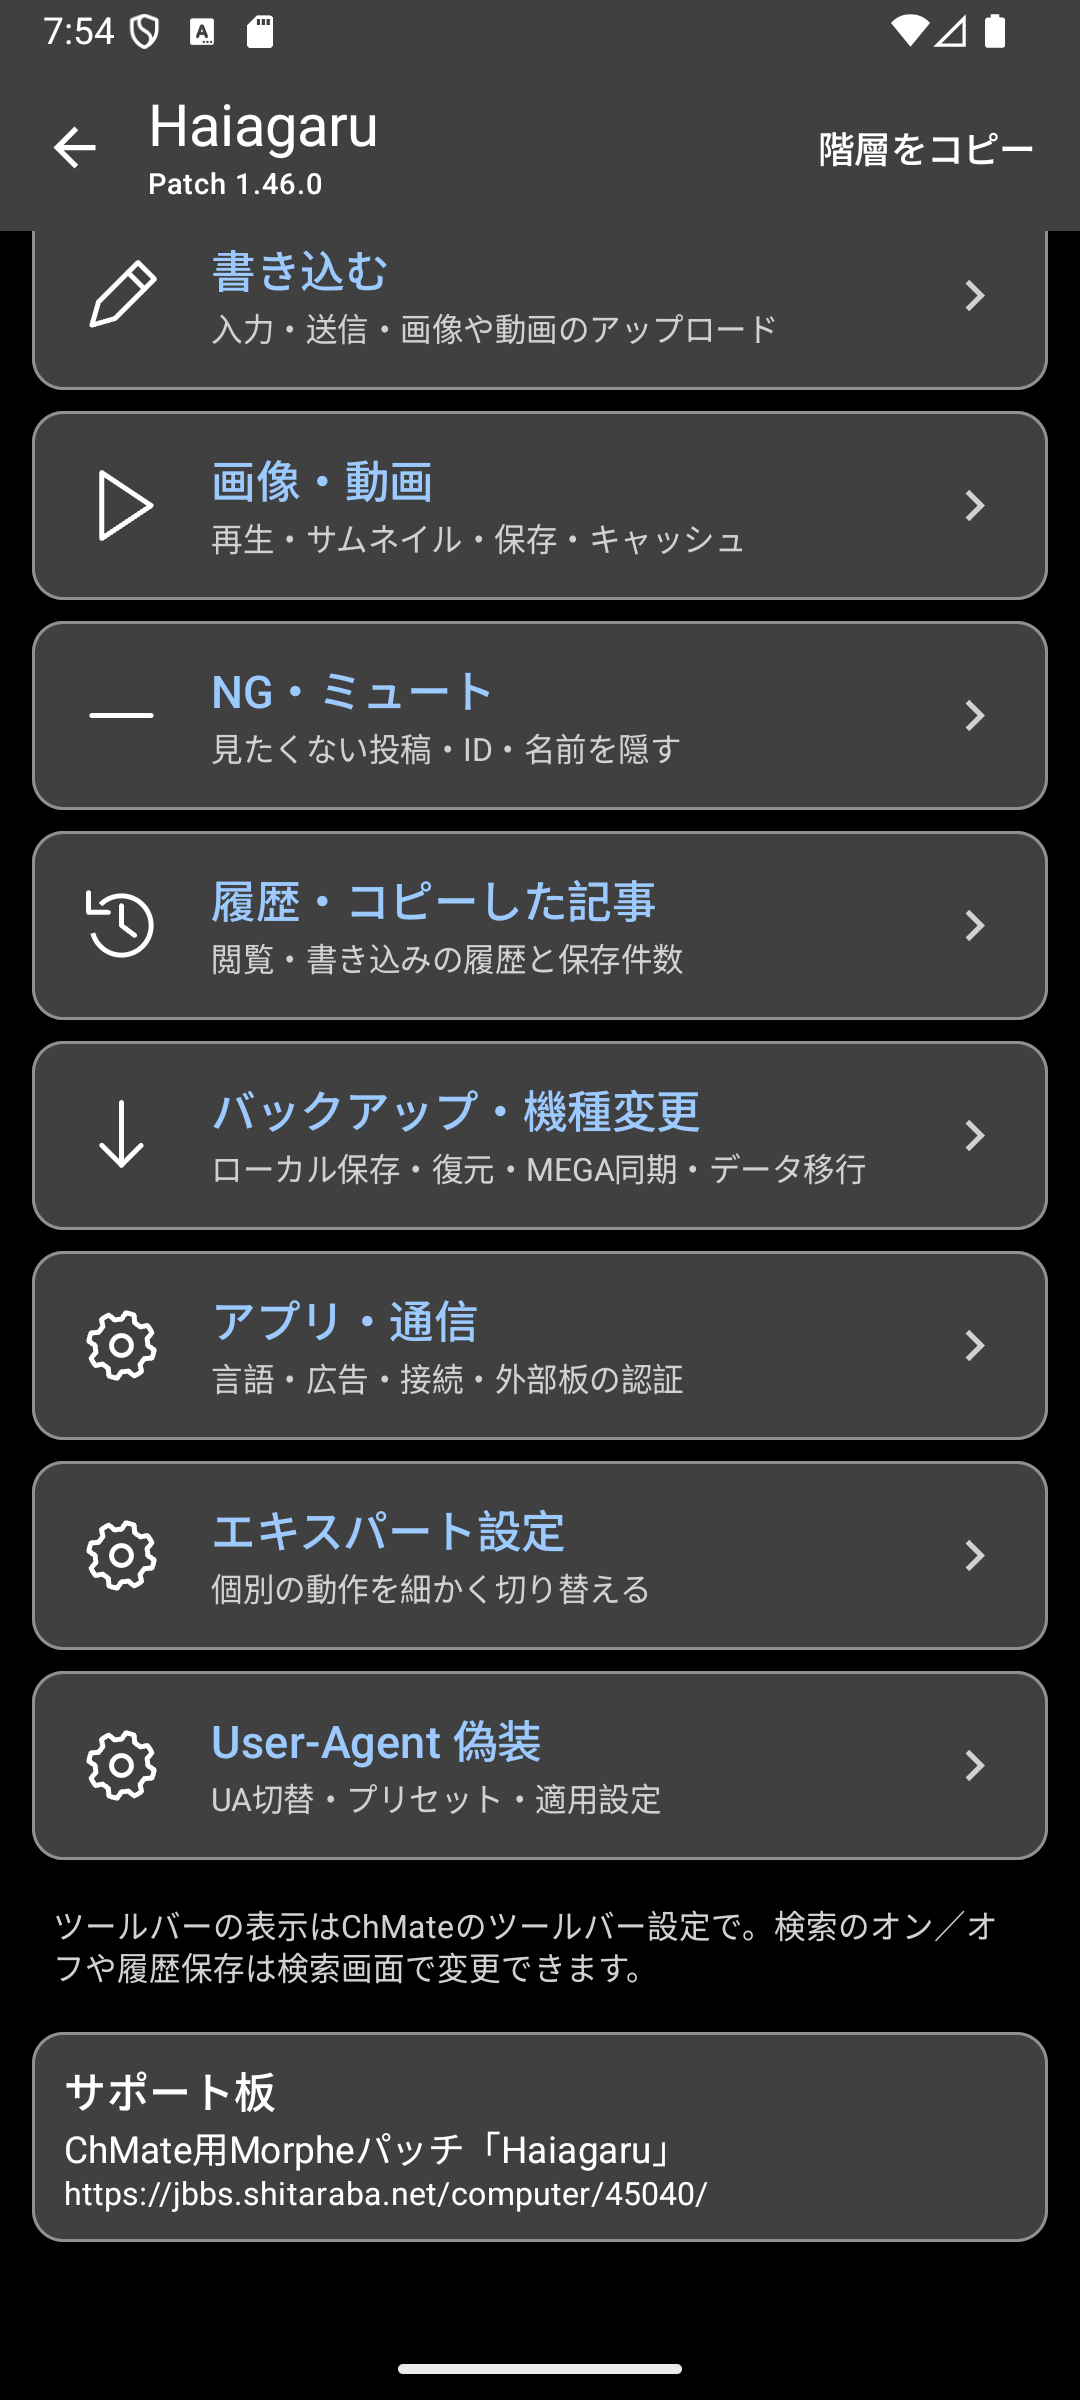 7:54
Haiagaru
Patch 1.46.0
階層をコピー
書き込む
入力・送信・画像や動画のアップロード
画像・動画
再生・サムネイル・保存・キャッシュ
NG・ミュート
見たくない投稿・ID・名前を隠す
履歴・コピーした記事
閲覧・書き込みの履歴と保存件数
バックアップ・機種変更
ローカル保存・復元・MEGA同期・データ移行
アプリ・通信
言語・広告・接続・外部板の認証
エキスパート設定
個別の動作を細かく切り替える
User-Agent 偽装
UA切替・プリセット・適用設定
ツールバーの表示はChMateのツールバー設定で。検索のオン／オ
フや履歴保存は検索画面で変更できます。
サポート板
ChMate用Morpheパッチ「Haiagaru」
https://jbbs.shitaraba.net/computer/45040/